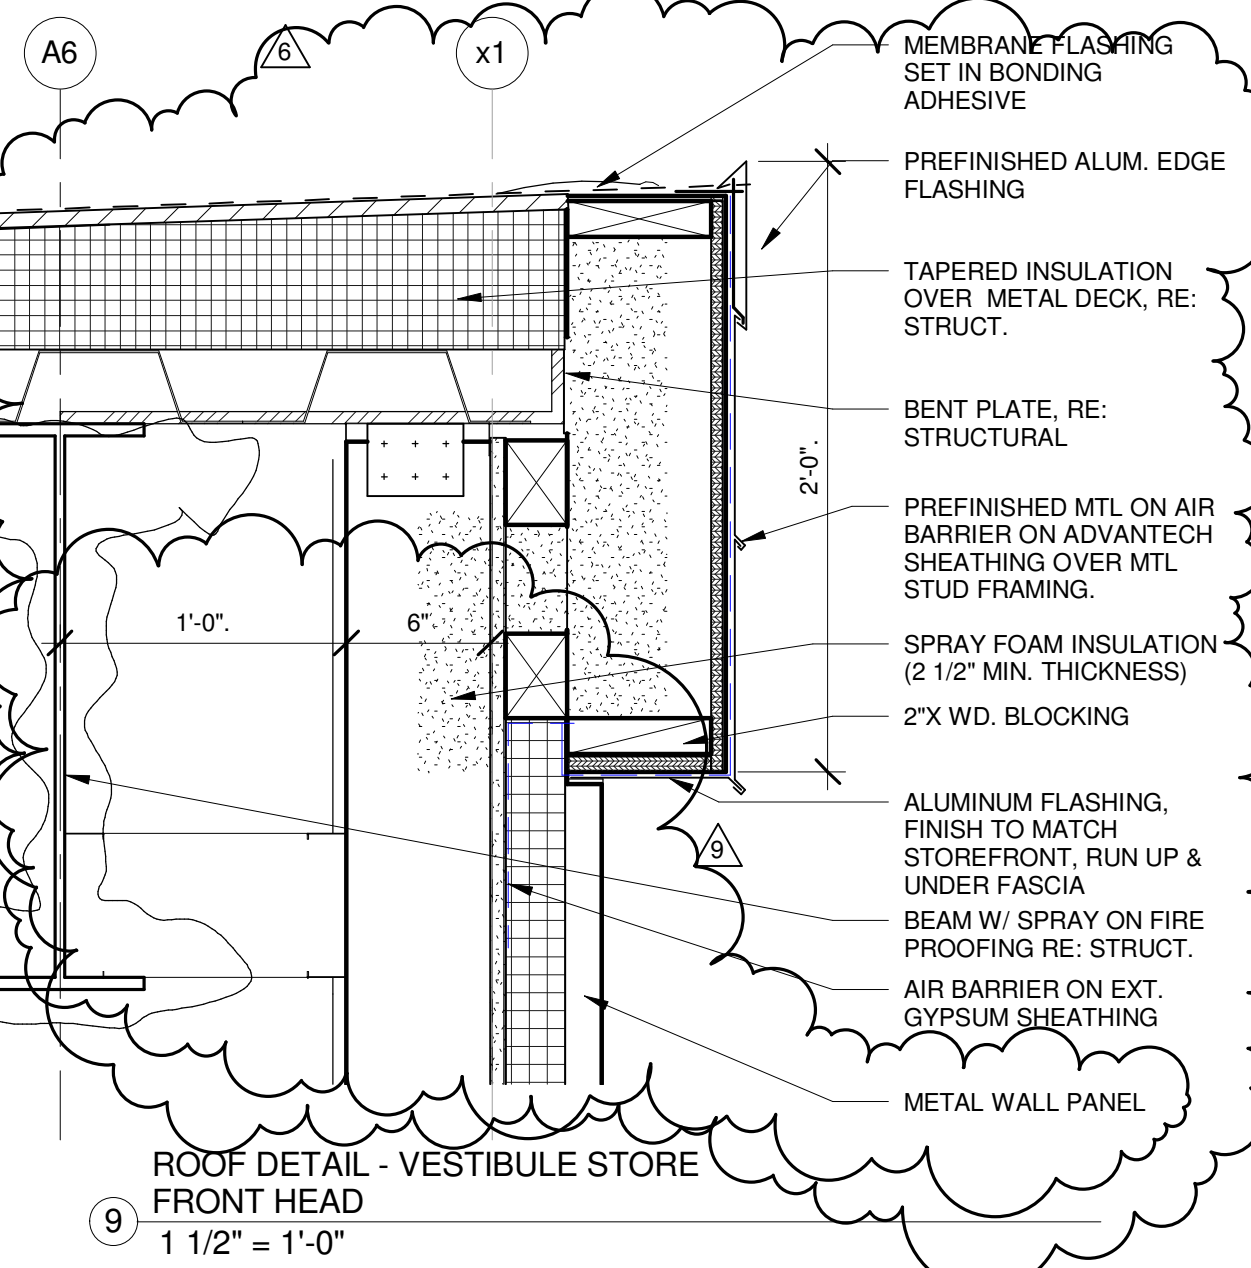 A6
6
x1
MEMBRANE FLASHING
SET IN BONDING
ADHESIVE
PREFINISHED ALUM. EDGE
FLASHING
TAPERED INSULATION
OVER METAL DECK, RE:
STRUCT.
BENT PLATE, RE:
STRUCTURAL
2'-0".
PREFINISHED MTL ON AIR
BARRIER ON ADVANTECH
SHEATHING OVER MTL
STUD FRAMING.
1'-0".
6"
SPRAY FOAM INSULATION
(2 1/2" MIN. THICKNESS)
2"X WD. BLOCKING
ALUMINUM FLASHING,
FINISH TO MATCH
STOREFRONT, RUN UP &
UNDER FASCIA
9
BEAM W/ SPRAY ON FIRE
PROOFING RE: STRUCT.
AIR BARRIER ON EXT.
GYPSUM SHEATHING
METAL WALL PANEL
ROOF DETAIL - VESTIBULE STORE
FRONT HEAD
9
1 1/2" = 1'-0"